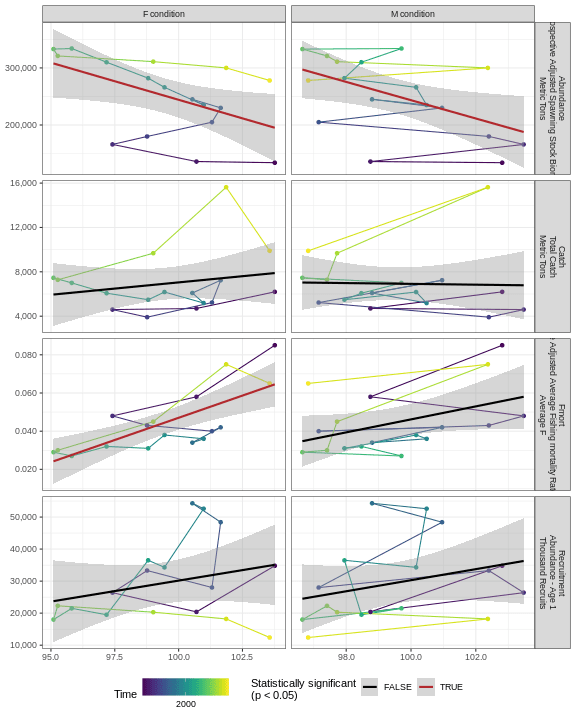 F condition
M condition
300,000
200,000
Abundance
Adjusted Spawning Stock
Metric Tons
16,000
12,000
8,000
4,000
Catch
Total Catch
Metric Tons
0.080
0.060
0.040
0.020
Fmort
Adjusted Average Fishing mortality
Average F
50,000
40,000
30,000
20,000
10,000
Recruitment
Abundance - Age 1
Thousand Recruits
95.0
97.5
100.0
102.5
98.0
100.0
102.0
Time
2000
Statistically significant
(p < 0.05)
FALSE
TRUE